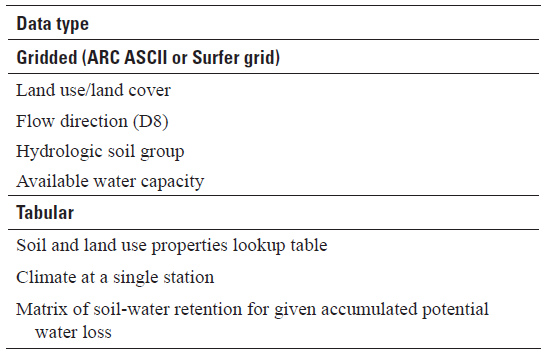 Data type
Gridded (ARC ASCII or Surfer grid)
Land use/land cover
Flow direction (D8)
Hydrologic soil group
Available water capacity
Tabular
Soil and land use properties lookup table
Climate at a single station
Matrix of soil-water retention for given accumulated potential
water loss